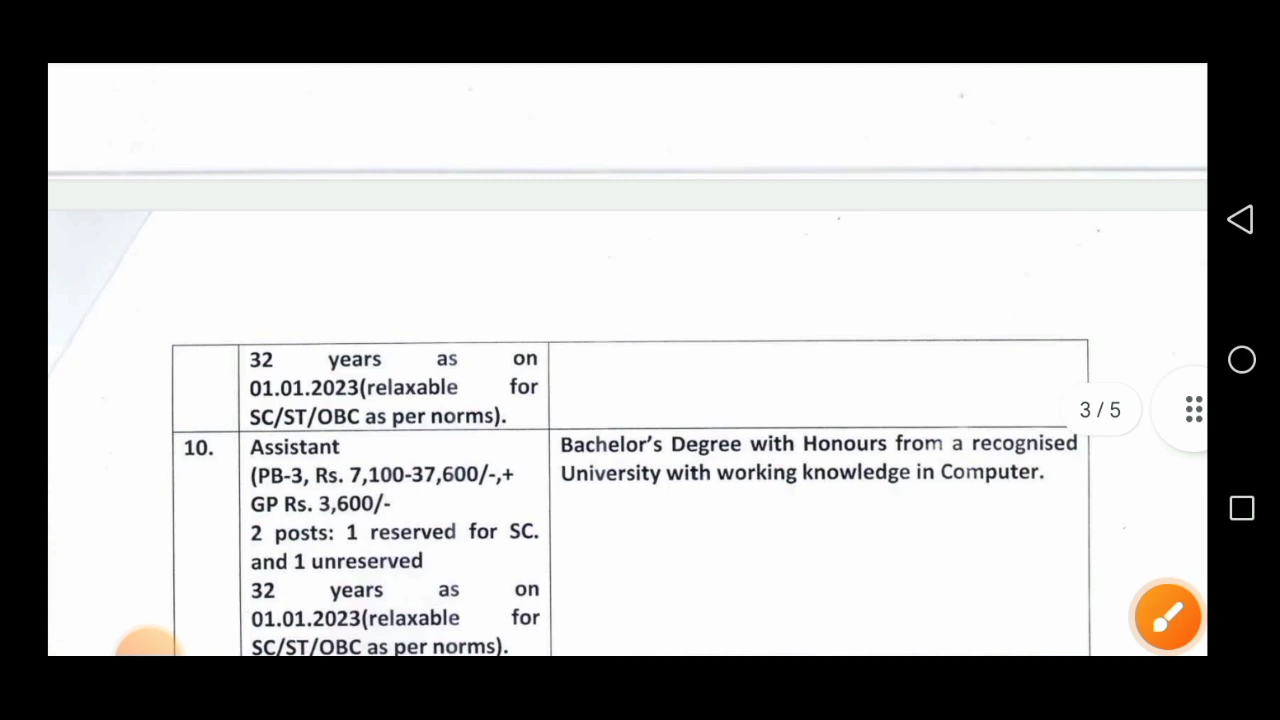 32 years as on
01.01.2023(relaxable for
SC/ST/OBC as per norms).
10.
Assistant
(PB-3, Rs. 7,100-37,600/-,+
GP Rs. 3,600/-
2 posts: 1 reserved for SC.
and 1 unreserved
32 years as on
01.01.2023(relaxable for
SC/ST/OBC as per norms).
Bachelor's Degree with Honours from a recognised
University with working knowledge in Computer.
3 / 5